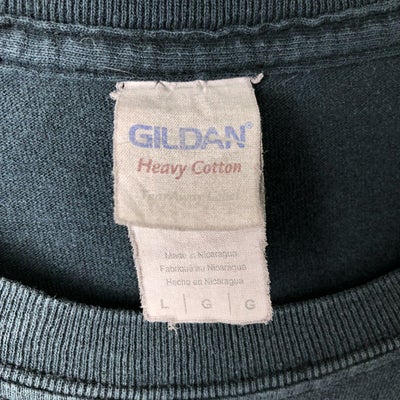 GILDAN®
Heavy Cotton
Made in Nicaragua
Fabriqué au Nicaragua
Hecho en Nicaragua
L | G | G